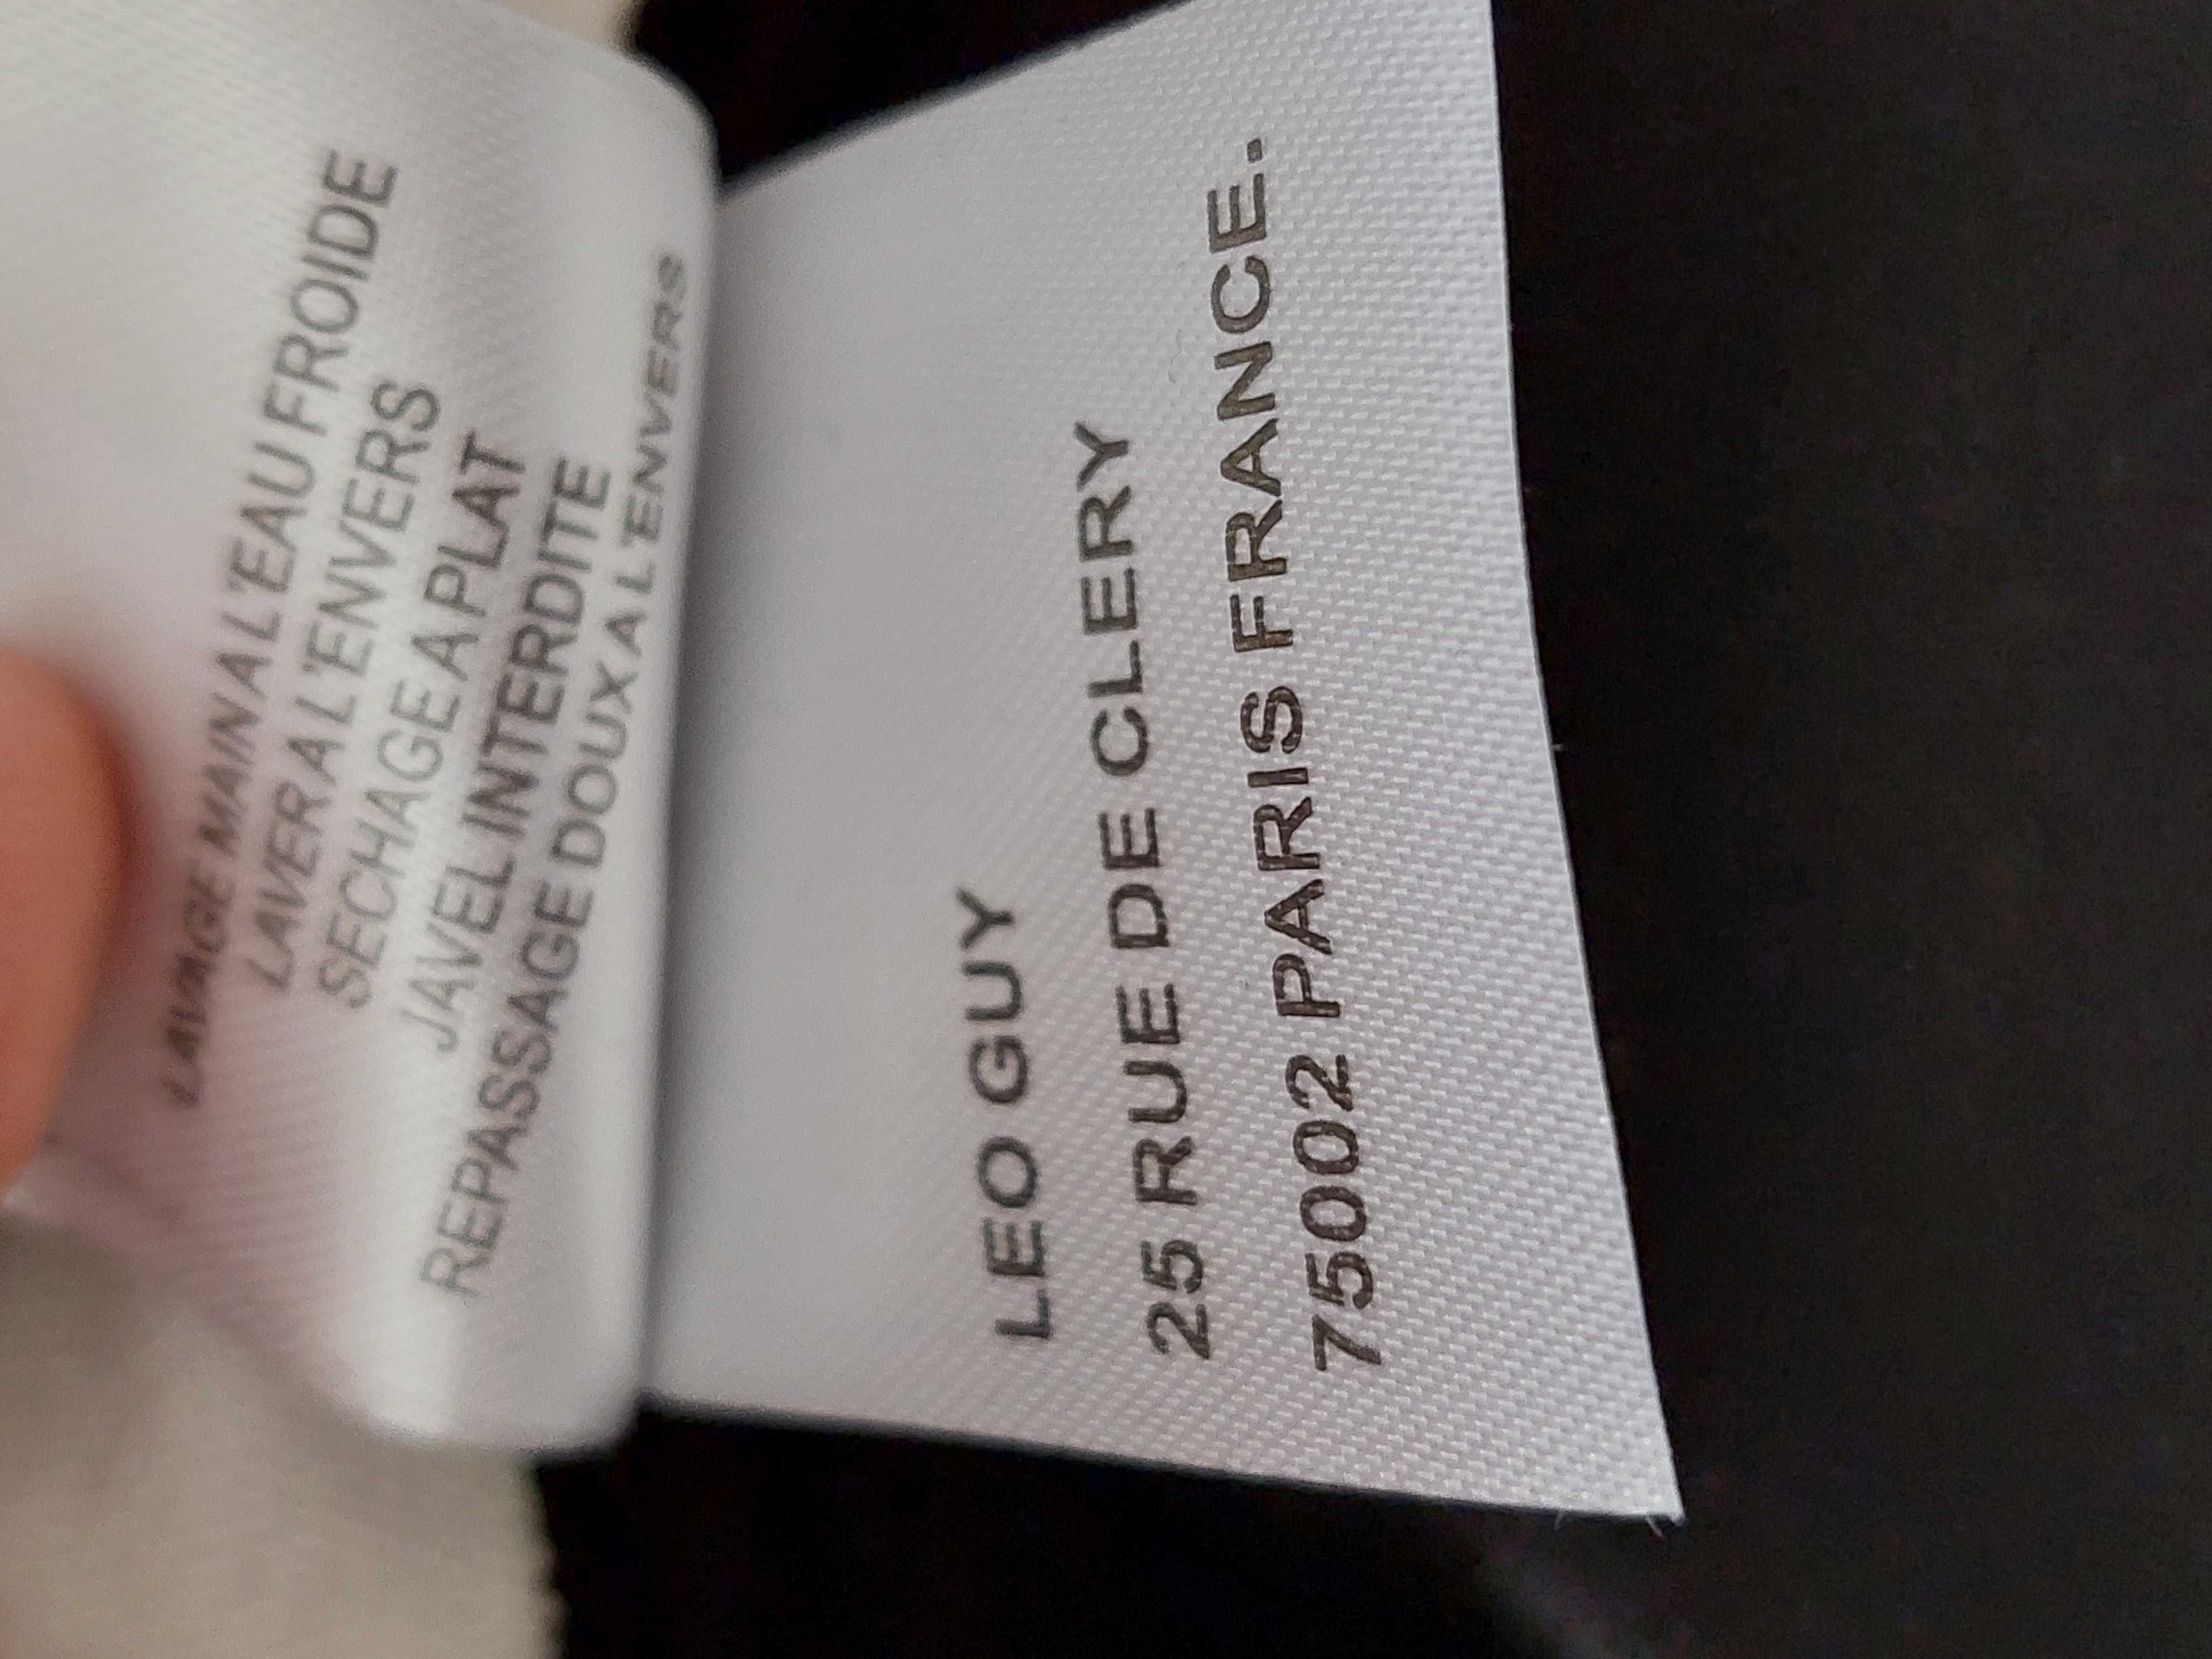 LAVAGE MAIN A L'EAU FROIDE
LAVER A L'ENVERS
SECHAGE A PLAT
JAVEL INTERDITE
REPASSAGE DOUX A L'ENVERS
LEO GUY
25 RUE DE CLERY
75002 PARIS FRANCE.